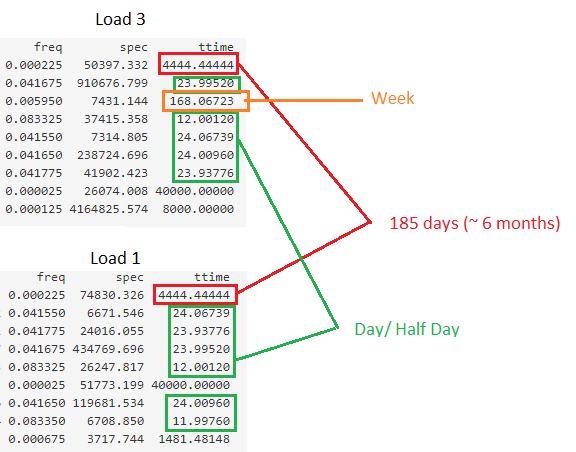 Load 3
freq spec ttime
0.000225 50397.332 4444.44444
0.041675 910676.799 23.99520
0.005950 7431.144 168.06723
Week
0.083325 37415.358 12.00120
0.041550 7314.805 24.06739
0.041650 238724.696 24.00960
0.041775 41902.423 23.93776
0.000025 26074.008 40000.00000
0.000125 4164825.574 8000.00000
185 days (~ 6 months)
Load 1
freq spec ttime
0.000225 74830.326 4444.44444
0.041550 6671.546 24.06739
0.041775 24016.055 23.93776
0.041675 434769.696 23.99520
Day/ Half Day
0.083325 26247.817 12.00120
0.000025 51773.199 40000.00000
0.041650 119681.534 24.00960
0.083350 6708.850 11.99760
0.000675 3717.744 1481.48148